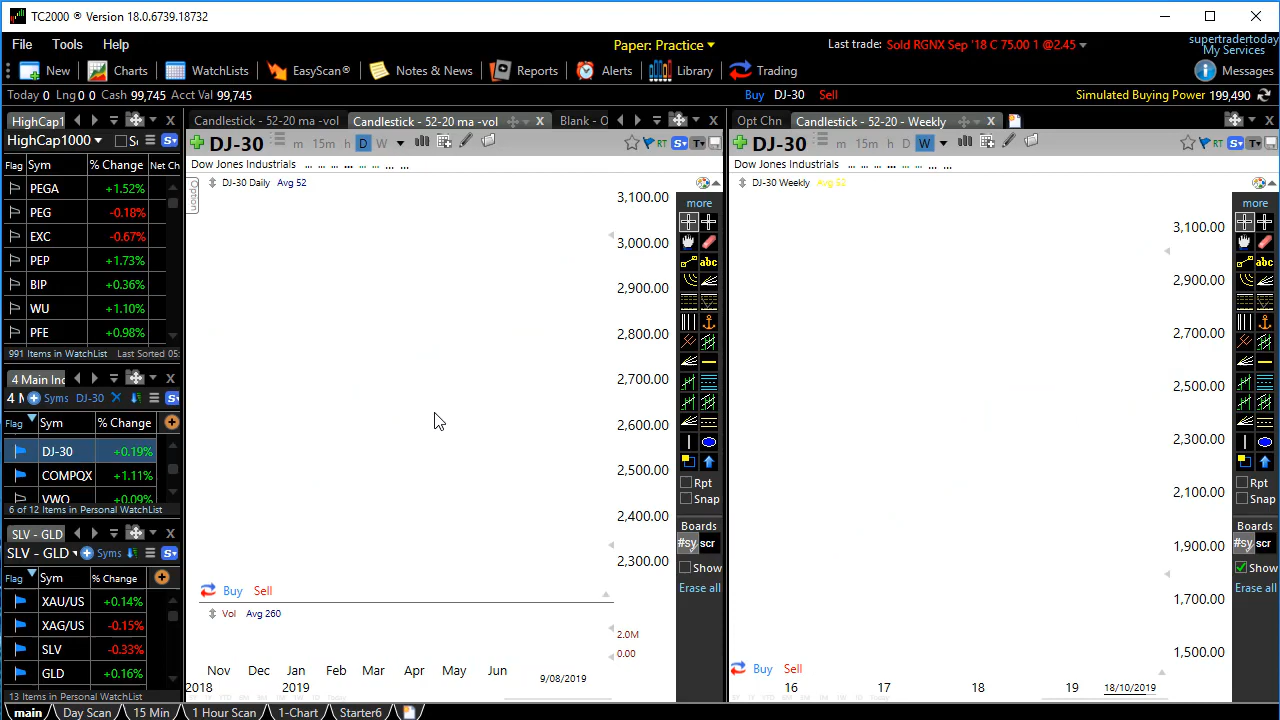 TC2000 ® Version 18.0.6739.18732
File Tools Help
Paper: Practice
Last trade: Sold RGNX Sep '18 C 75.00 1 @2.45
supertradertoday
My Services
New Charts WatchLists EasyScan® Notes & News Reports Alerts Library Trading Messages
Today 0 Lng 0 0 Cash 99,745 Acct Val 99,745
Buy DJ-30 Sell
Simulated Buying Power 199,490
HighCap1
HighCap1000
Flag Sym % Change Net Ch
PEGA +1.52%
PEG -0.18%
EXC -0.67%
PEP +1.73%
BIP +0.36%
WU +1.10%
PFE +0.98%
991 Items in WatchList Last Sorted 05:
4 Main Inc
Syms DJ-30
Flag Sym % Change
DJ-30 +0.19%
COMPQX +1.11%
VWO +0.09%
6 of 12 Items in Personal WatchList
SLV - GLD
SLV - GLD Syms
Flag Sym % Change
XAU/US +0.14%
XAG/US -0.15%
SLV -0.33%
GLD +0.16%
13 Items in Personal WatchList
Candlestick - 52-20 ma -vol Candlestick - 52-20 ma -vol Blank - O
DJ-30 m 15m h D W RT
Dow Jones Industrials ... ... ... ... ... ... ... ...
DJ-30 Daily Avg 52
Option
3,100.00
3,000.00
2,900.00
2,800.00
2,700.00
2,600.00
2,500.00
2,400.00
2,300.00
Buy Sell
Vol Avg 260
2.0M
0.00
Nov Dec Jan Feb Mar Apr May Jun
2018 2019 9/08/2019
more
abc
Rpt
Snap
Boards
#sy scr
Show
Erase all
Opt Chn Candlestick - 52-20 - Weekly
DJ-30 m 15m h D W RT
Dow Jones Industrials ... ... ... ... ... ... ... ...
DJ-30 Weekly Avg 52
3,100.00
2,900.00
2,700.00
2,500.00
2,300.00
2,100.00
1,900.00
1,700.00
1,500.00
Buy Sell
16 17 18 19 18/10/2019
more
abc
Rpt
Snap
Boards
#sy scr
Show
Erase all
main Day Scan 15 Min 1 Hour Scan 1-Chart Starter6